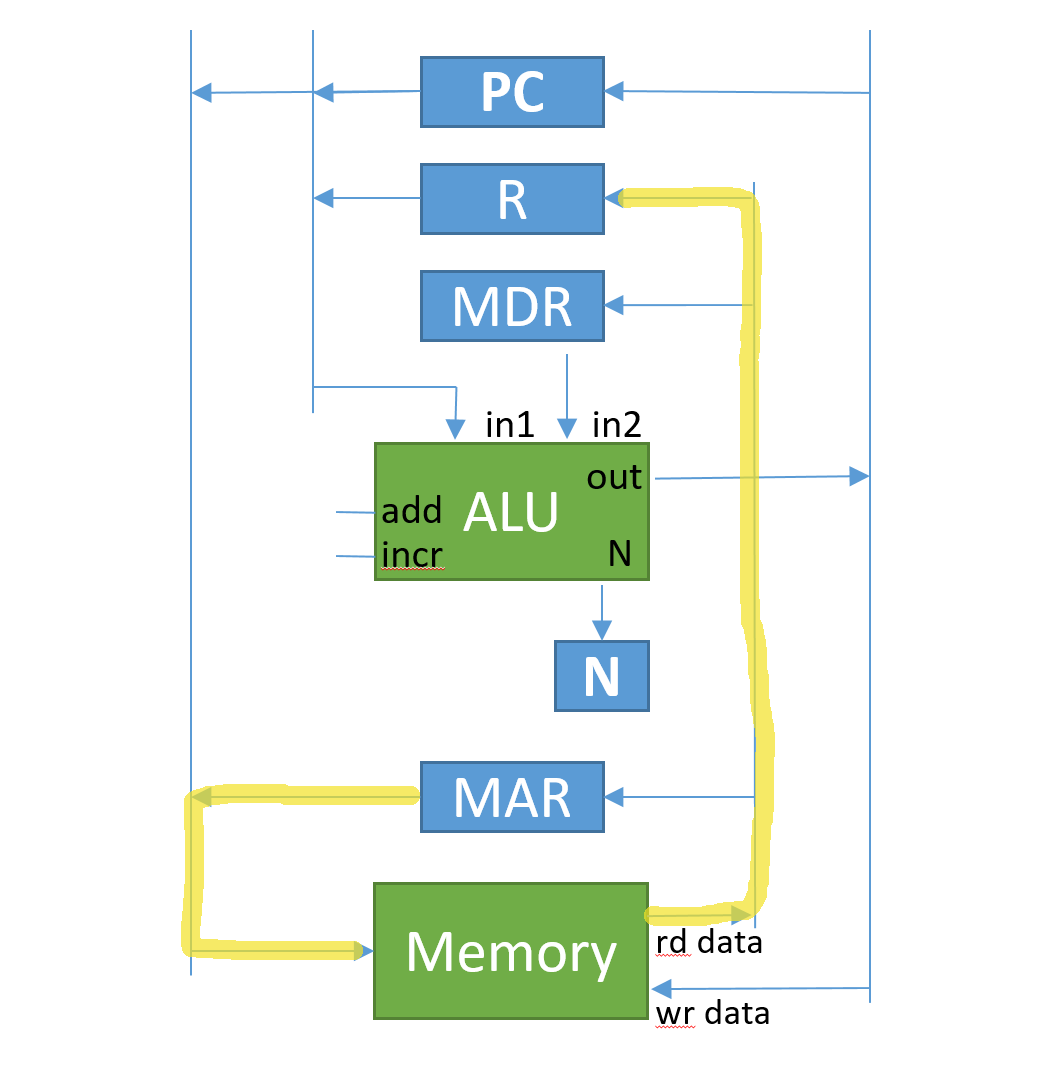 PC
R
MDR
in1 in2
out
add ALU
incr N
N
MAR
Memory
rd data
wr data